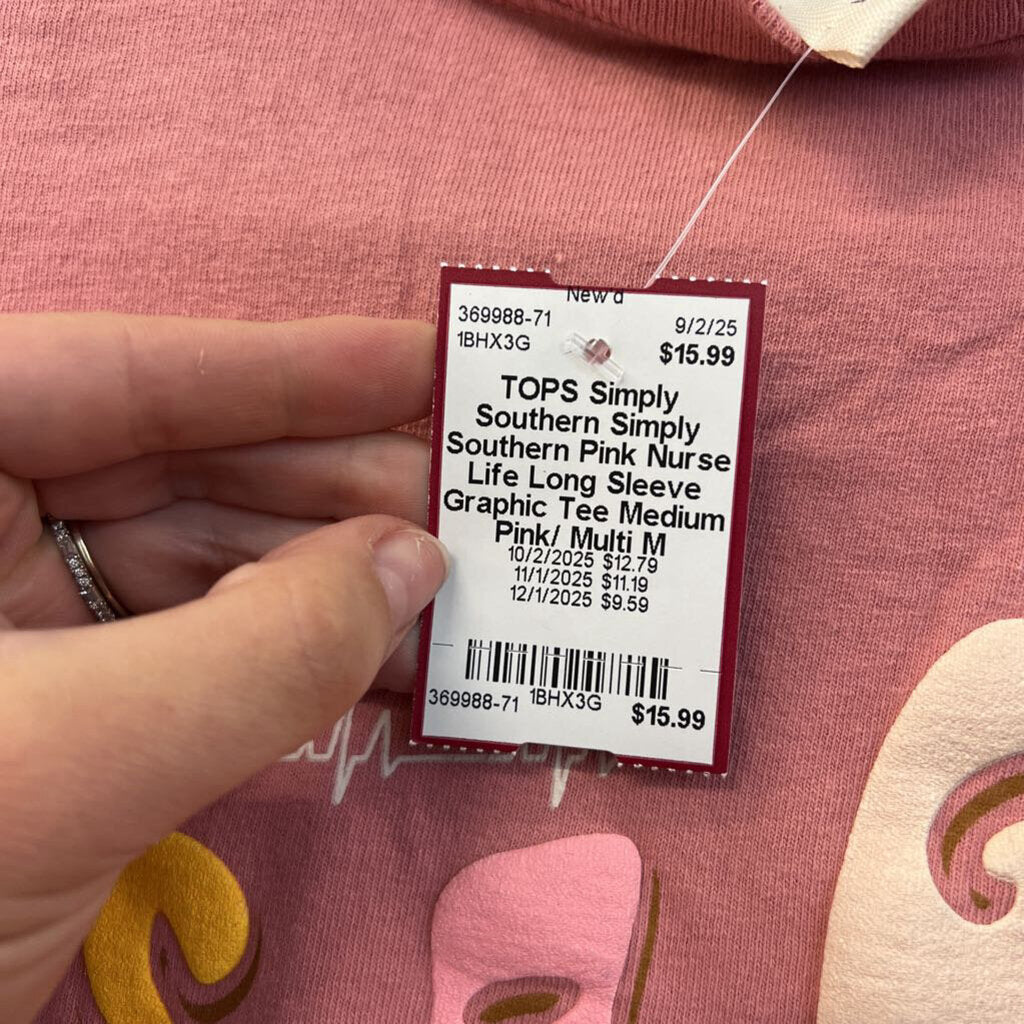 New'd
369988-71
9/2/25
1BHX3G
$15.99
TOPS Simply
Southern Simply
Southern Pink Nurse
Life Long Sleeve
Graphic Tee Medium
Pink/ Multi M
10/2/2025 $12.79
11/1/2025 $11.19
12/1/2025 $9.59
369988-71 1BHX3G $15.99